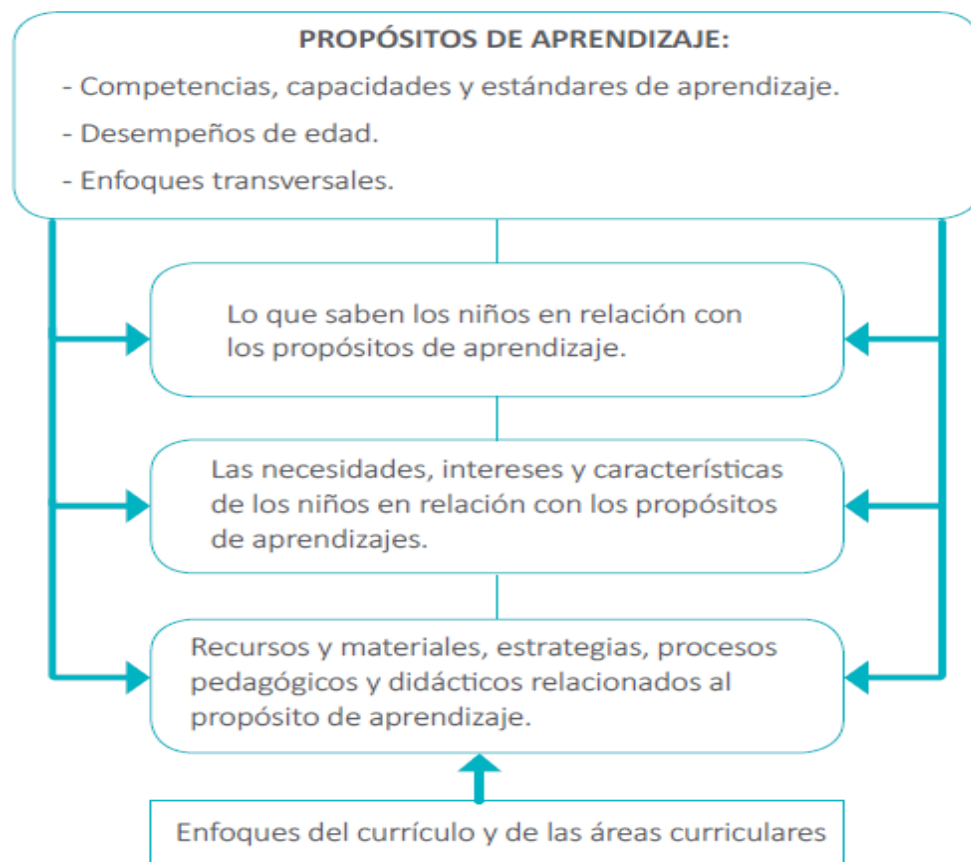 PROPÓSITOS DE APRENDIZAJE:
- Competencias, capacidades y estándares de aprendizaje.
- Desempeños de edad.
- Enfoques transversales.
Lo que saben los niños en relación con
los propósitos de aprendizaje.
Las necesidades, intereses y características
de los niños en relación con los propósitos
de aprendizajes.
Recursos y materiales, estrategias, procesos
pedagógicos y didácticos relacionados al
propósito de aprendizaje.
Enfoques del currículo y de las áreas curriculares